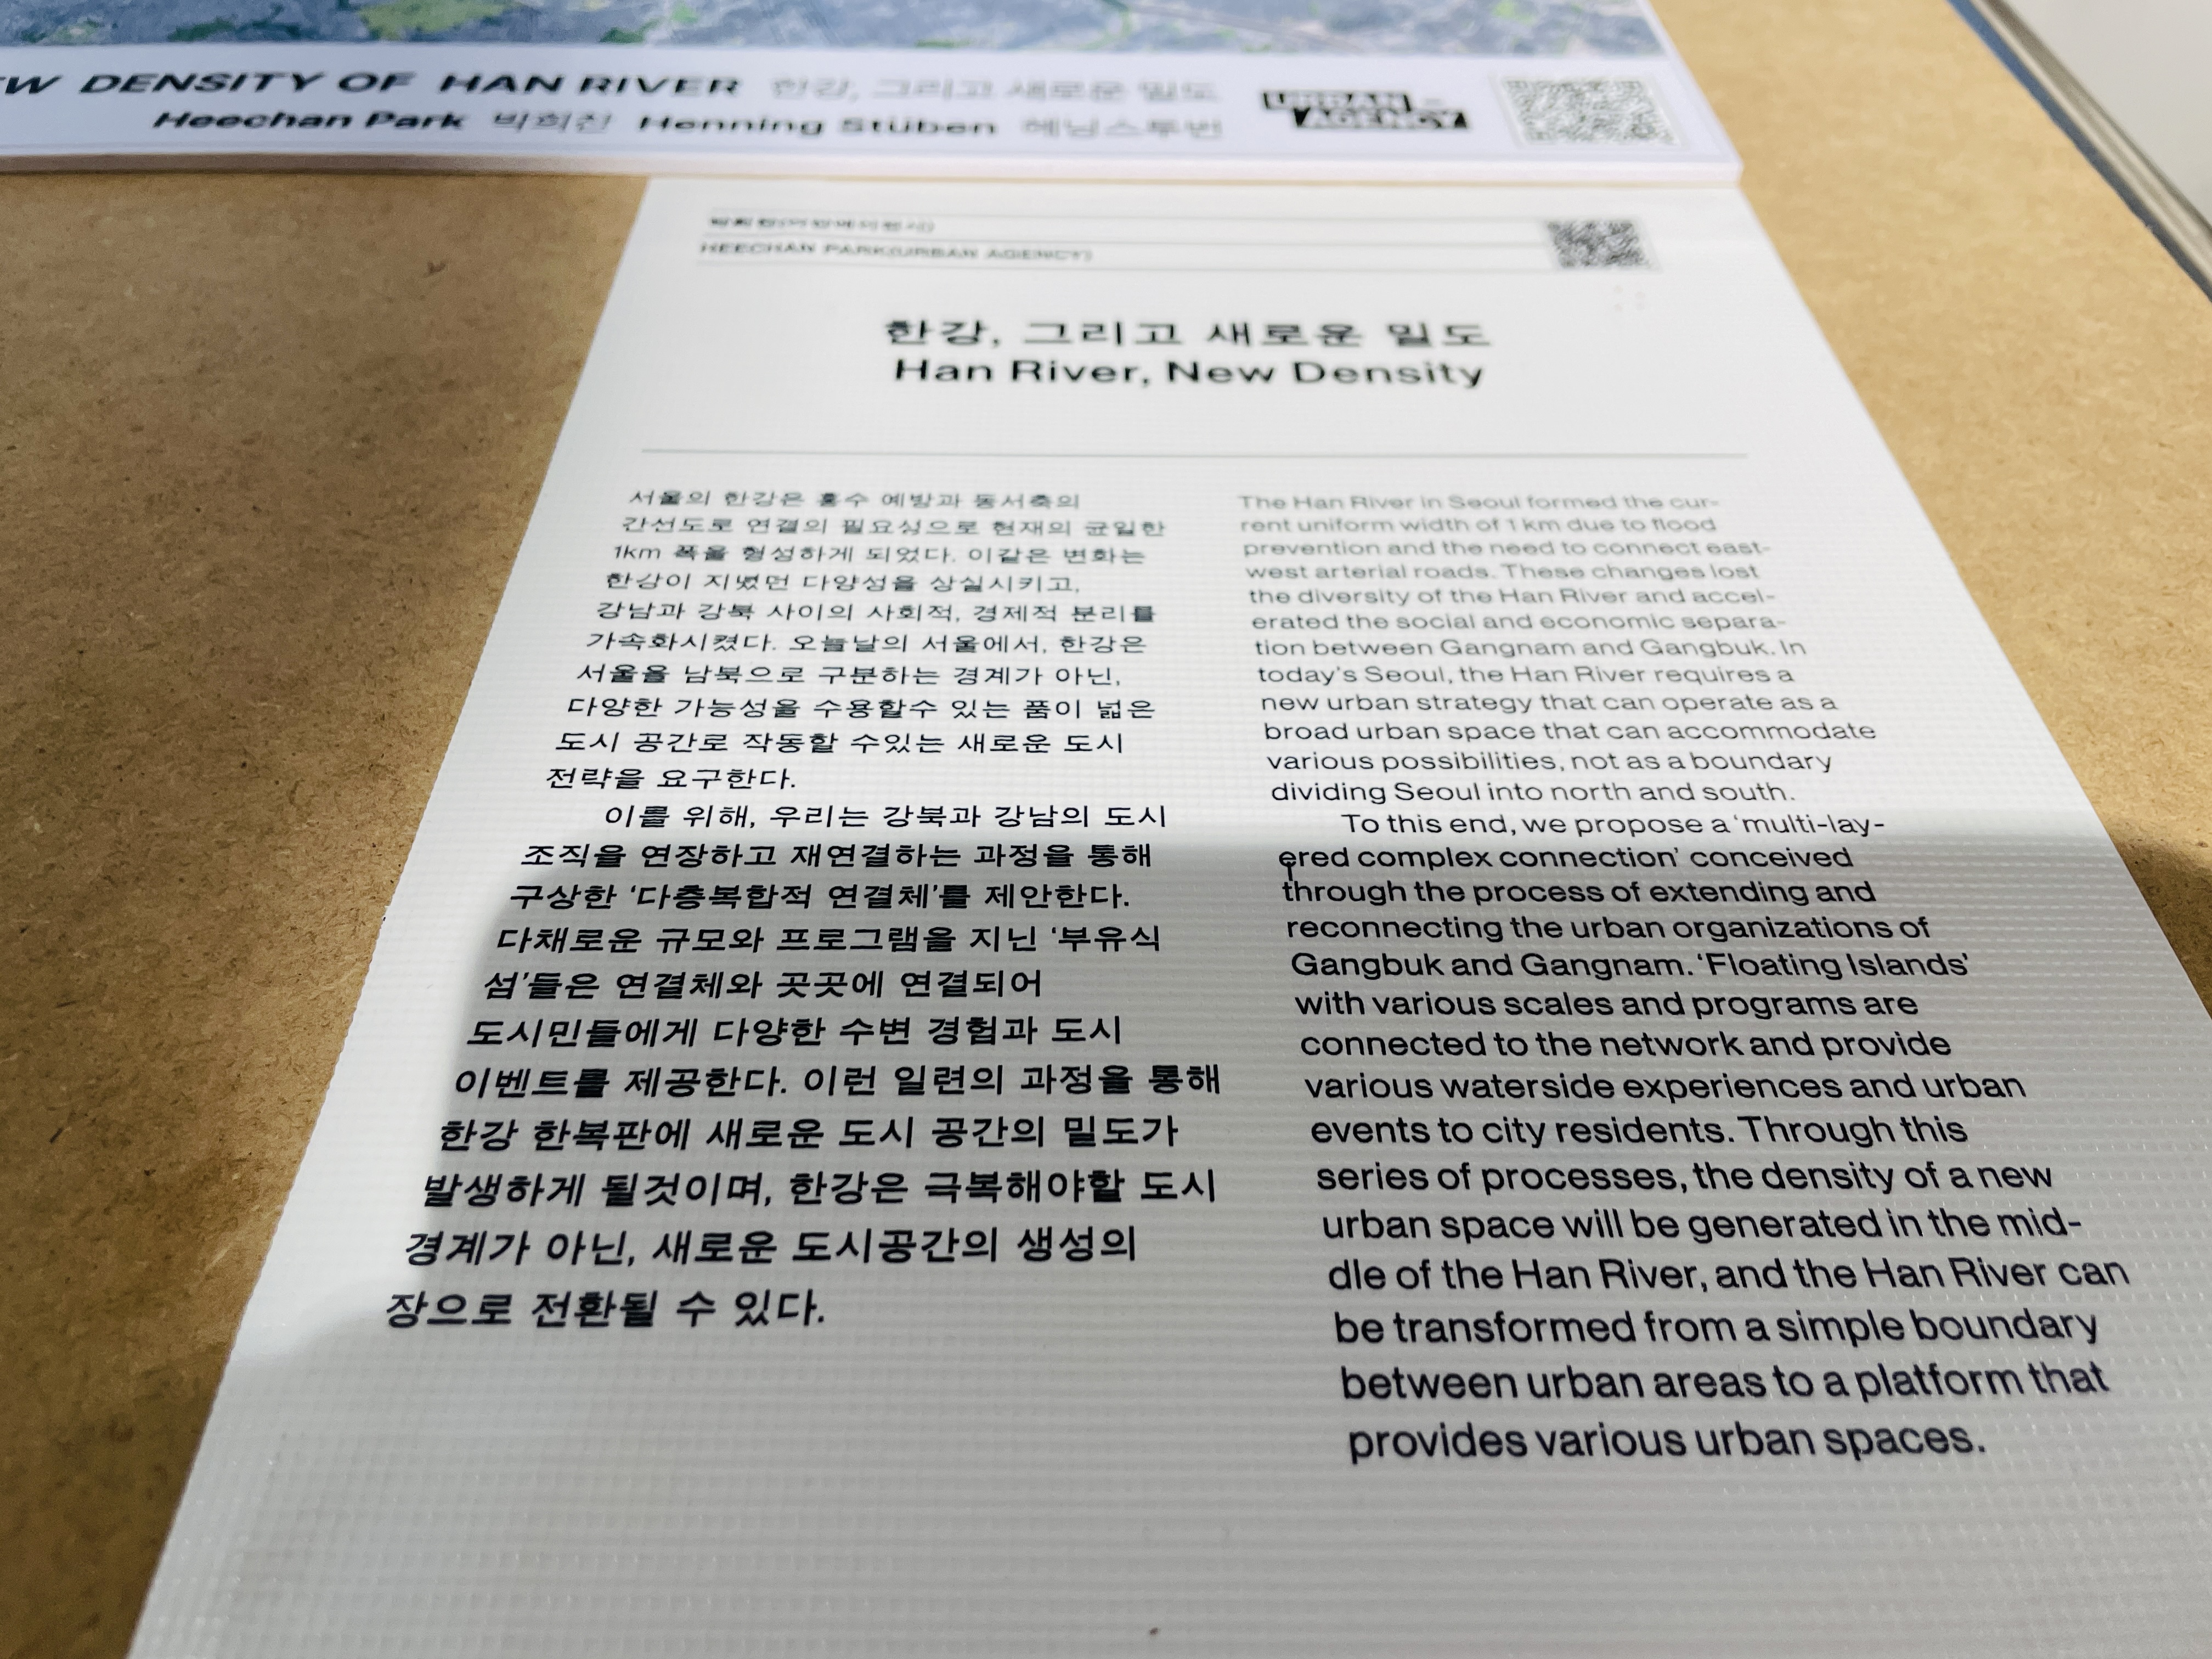 DENSITY OF HAN RIVER 한강, 그리고 새로운 밀도
Heechan Park 박희찬 Henning Stüben 헤닝스투벤
URBAN
AGENCY
HEECHAN PARK(URBAN AGENCY)
한강, 그리고 새로운 밀도
Han River, New Density
서울의 한강은 홍수 예방과 동서축의
간선도로 연결의 필요성으로 현재의 균일한
1km 폭을 형성하게 되었다. 이같은 변화는
한강이 지녔던 다양성을 상실시키고,
강남과 강북 사이의 사회적, 경제적 분리를
가속화시켰다. 오늘날의 서울에서, 한강은
서울을 남북으로 구분하는 경계가 아닌,
다양한 가능성을 수용할수 있는 품이 넓은
도시 공간로 작동할 수있는 새로운 도시
전략을 요구한다.
이를 위해, 우리는 강북과 강남의 도시
조직을 연장하고 재연결하는 과정을 통해
구상한 ‘다층복합적 연결체’를 제안한다.
다채로운 규모와 프로그램을 지닌 ‘부유식
섬’들은 연결체와 곳곳에 연결되어
도시민들에게 다양한 수변 경험과 도시
이벤트를 제공한다. 이런 일련의 과정을 통해
한강 한복판에 새로운 도시 공간의 밀도가
발생하게 될것이며, 한강은 극복해야할 도시
경계가 아닌, 새로운 도시공간의 생성의
장으로 전환될 수 있다.
The Han River in Seoul formed the cur-
rent uniform width of 1 km due to flood
prevention and the need to connect east-
west arterial roads. These changes lost
the diversity of the Han River and accel-
erated the social and economic separa-
tion between Gangnam and Gangbuk. In
today’s Seoul, the Han River requires a
new urban strategy that can operate as a
broad urban space that can accommodate
various possibilities, not as a boundary
dividing Seoul into north and south.
To this end, we propose a ‘multi-lay-
ered complex connection’ conceived
through the process of extending and
reconnecting the urban organizations of
Gangbuk and Gangnam. ‘Floating Islands’
with various scales and programs are
connected to the network and provide
various waterside experiences and urban
events to city residents. Through this
series of processes, the density of a new
urban space will be generated in the mid-
dle of the Han River, and the Han River can
be transformed from a simple boundary
between urban areas to a platform that
provides various urban spaces.